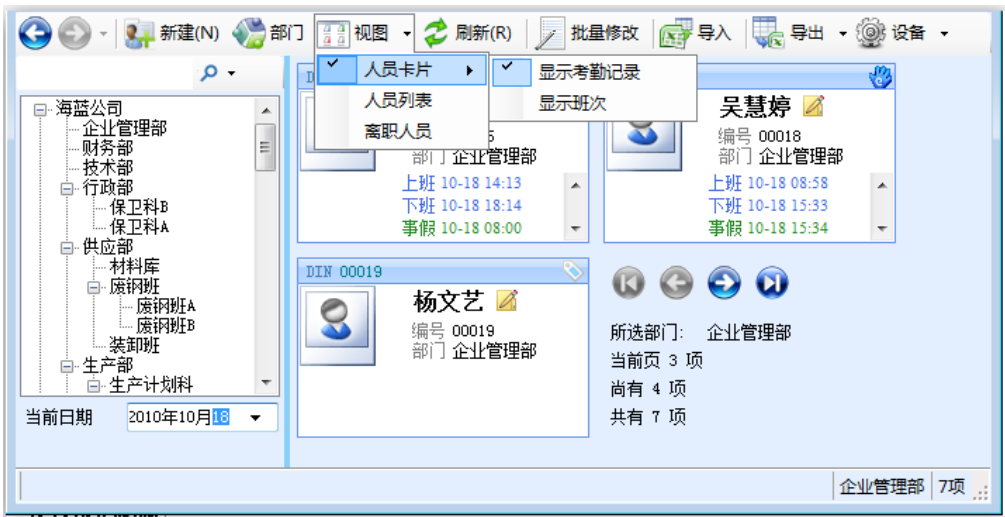 新建(N) 部门 视图 刷新(R) 批量修改 导入 导出 设备
人员卡片 显示考勤记录
人员列表 显示班次
离职人员
海蓝公司
企业管理部
财务部
技术部
行政部
保卫科B
保卫科A
供应部
材料库
废钢班
废钢班A
废钢班B
装卸班
生产部
生产计划科
当前日期 2010年10月18
部门 企业管理部
上班 10-18 14:13
下班 10-18 18:14
事假 10-18 08:00
吴慧婷
编号 00018
部门 企业管理部
上班 10-18 08:58
下班 10-18 15:33
事假 10-18 15:34
DIN 00019
杨文艺
编号 00019
部门 企业管理部
所选部门: 企业管理部
当前页 3 项
尚有 4 项
共有 7 项
企业管理部 7项